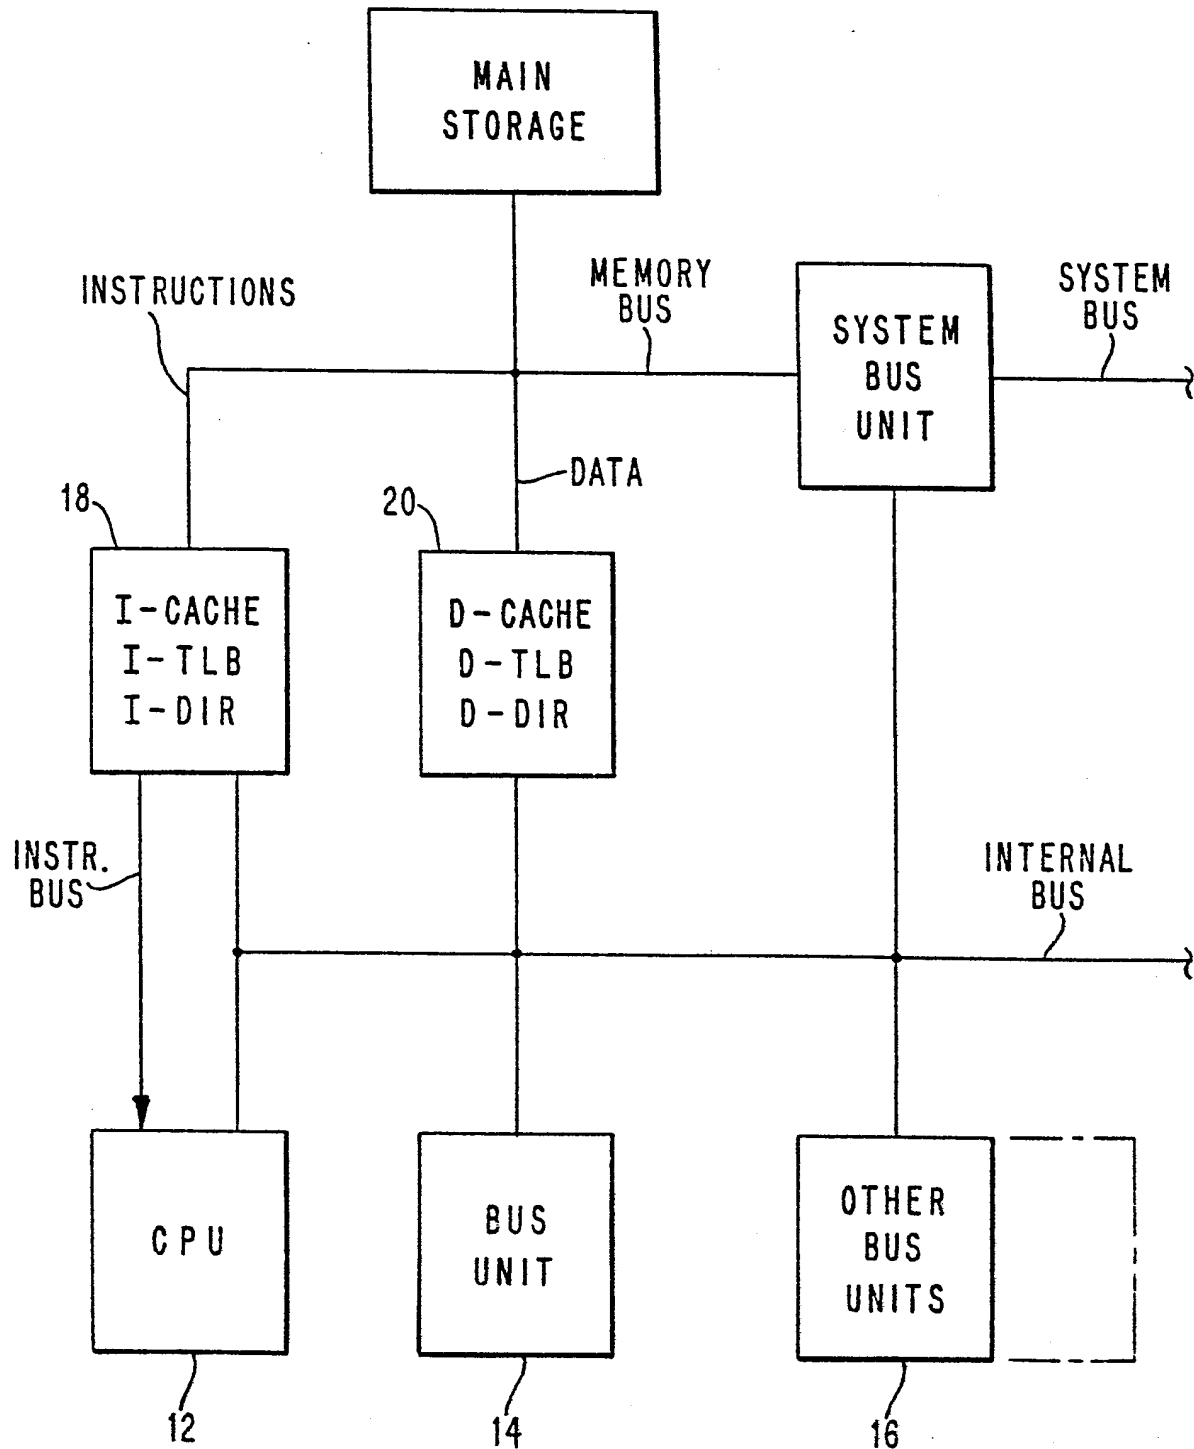 MAIN
STORAGE
INSTRUCTIONS
MEMORY
BUS
SYSTEM
BUS
UNIT
SYSTEM
BUS
DATA
18
20
I-CACHE
I-TLB
I-DIR
D-CACHE
D-TLB
D-DIR
INSTR.
BUS
INTERNAL
BUS
CPU
BUS
UNIT
OTHER
BUS
UNITS
12
14
16